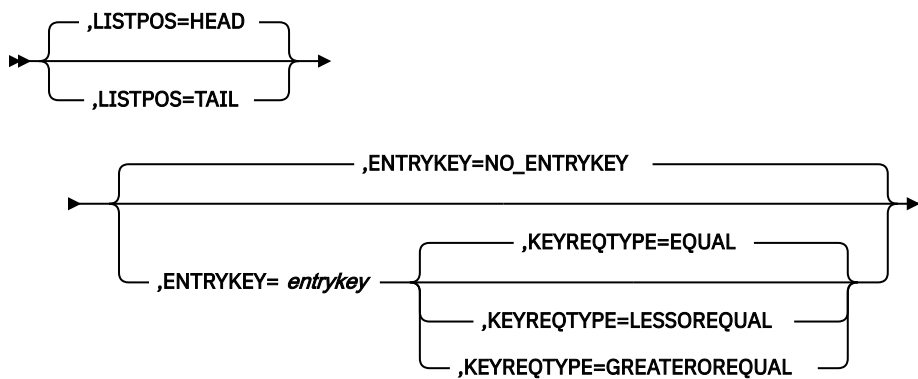 ,LISTPOS=HEAD
,LISTPOS=TAIL
,ENTRYKEY=NO_ENTRYKEY
,KEYREQTYPE=EQUAL
,ENTRYKEY= entrykey
,KEYREQTYPE=LESSOREQUAL
,KEYREQTYPE=GREATEROREQUAL